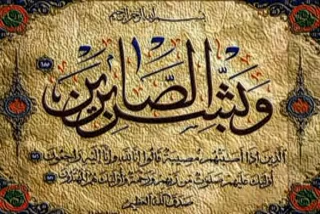 بسم الله الرحمن الرحيم
وبشر الصابرين
الذين إذا أصابتهم مصيبة قالوا إنا لله وإنا إليه راجعون
أولئك عليهم صلوات من ربهم ورحمة وأولئك هم المهتدون
صدق الله العظيم